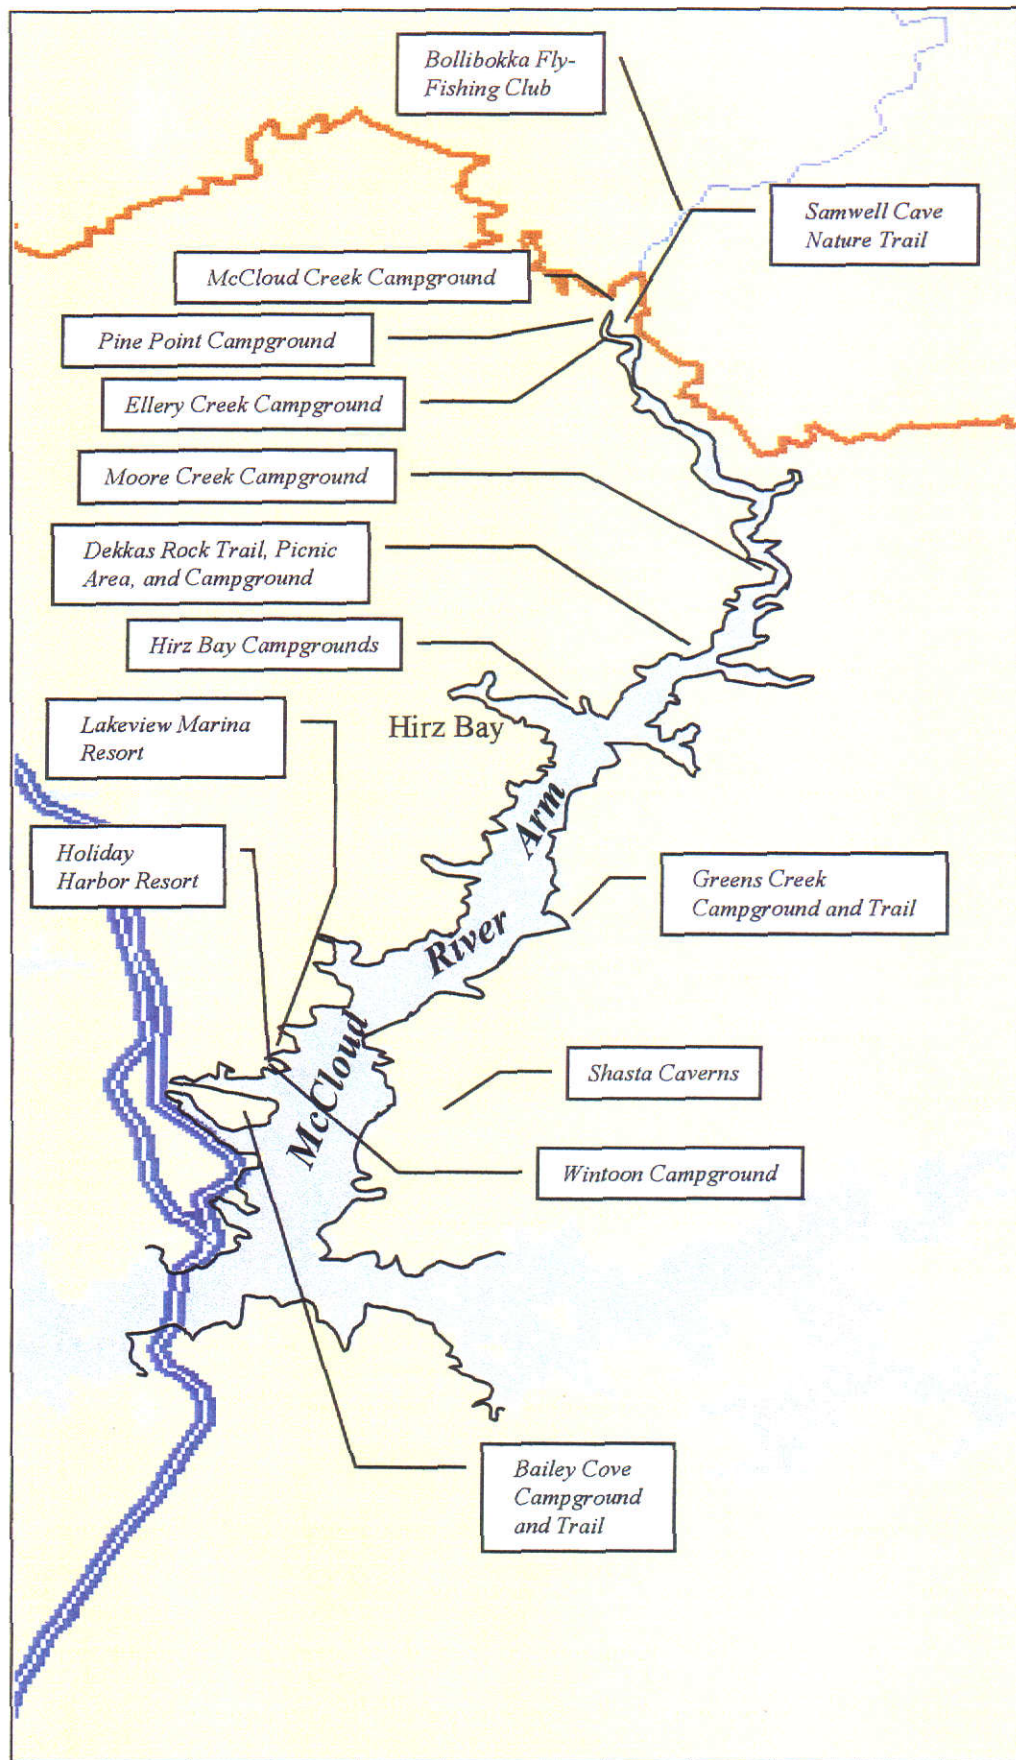 Bollibokka Fly-
Fishing Club
Samwell Cave
Nature Trail
McCloud Creek Campground
Pine Point Campground
Ellery Creek Campground
Moore Creek Campground
Dekkas Rock Trail, Picnic
Area, and Campground
Hirz Bay Campgrounds
Lakeview Marina
Resort
Hirz Bay
Holiday
Harbor Resort
Greens Creek
Campground and Trail
McCloud River Arm
Shasta Caverns
Wintoon Campground
Bailey Cove
Campground
and Trail